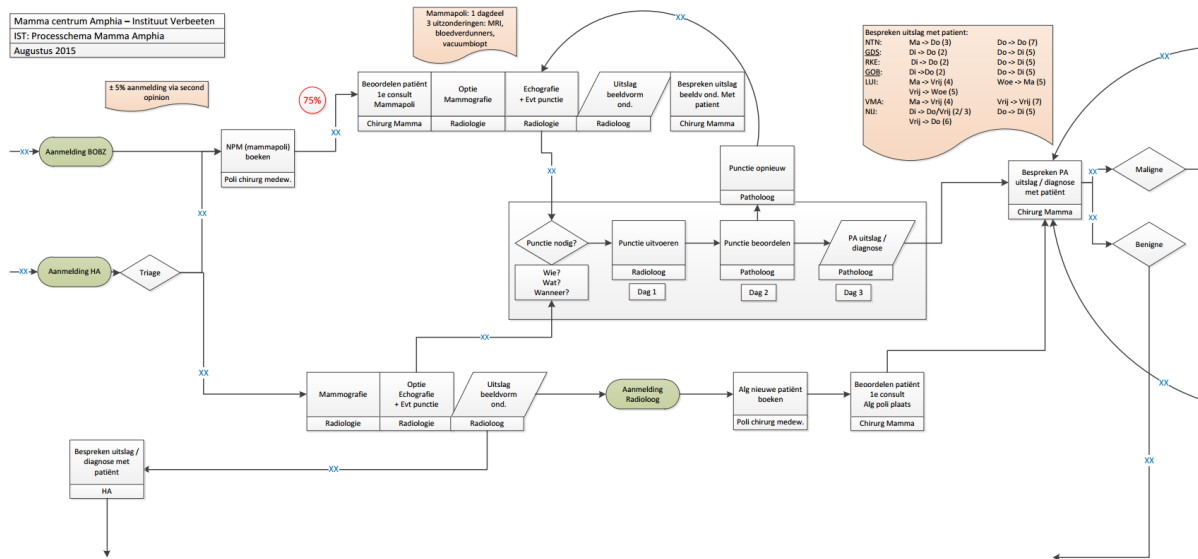 Mamma centrum Amphia – Instituut Verbeeten
IST: Processchema Mamma Amphia
Augustus 2015
± 5% aanmelding via second
opinion
Mammapoli: 1 dagdeel
3 uitzonderingen: MRI,
bloedverdunners,
vacuumbiopt
XX
Bespreken uitslag met patient:
NTN: Ma -> Do (3) Do -> Do (7)
GDS: Di -> Do (2) Do -> Di (5)
RKE: Di -> Do (2) Do -> Di (5)
GOB: Di ->Do (2) Do -> Di (5)
LUI: Ma -> Vrij (4) Woe -> Ma (5)
Vrij -> Woe (5)
VMA: Ma -> Vrij (4) Vrij -> Vrij (7)
NIJ: Di -> Do/Vrij (2/ 3) Do -> Di (5)
Vrij -> Do (6)
XX
75%
Beoordelen patiënt
1e consult
Mammapoli
Chirurg Mamma
Optie
Mammografie
Radiologie
Echografie
+ Evt punctie
Radiologie
Uitslag
beeldvorm
ond.
Radioloog
Bespreken uitslag
beeldv ond. Met
patient
Chirurg Mamma
XX
XX
Aanmelding BOBZ
NPM (mammapoli)
boeken
Poli chirurg medew.
XX
XX
Punctie opnieuw
Patholoog
Bespreken PA
uitslag / diagnose
met patiënt
Chirurg Mamma
XX
Maligne
XX
Benigne
XX
XX
Aanmelding HA
Triage
Punctie nodig?
Wie?
Wat?
Wanneer?
Punctie uitvoeren
Radioloog
Dag 1
Punctie beoordelen
Patholoog
Dag 2
PA uitslag /
diagnose
Patholoog
Dag 3
XX
XX
XX
Mammografie
Radiologie
Optie
Echografie
+ Evt punctie
Radiologie
Uitslag
beeldvorm
ond.
Radioloog
Aanmelding
Radioloog
Alg nieuwe patiënt
boeken
Poli chirurg medew.
Beoordelen patiënt
1e consult
Alg poli plaats
Chirurg Mamma
XX
Bespreken uitslag /
diagnose met
patiënt
HA
XX
XX